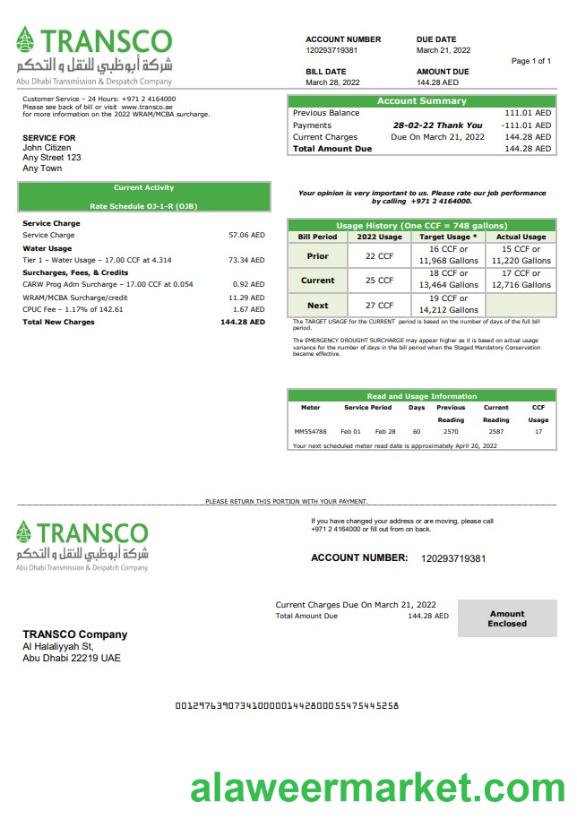 TRANSCO
شركة أبوظبي للنقل و التحكم
Abu Dhabi Transmission & Despatch Company
ACCOUNT NUMBER
120293719381
DUE DATE
March 21, 2022
Page 1 of 1
BILL DATE
March 28, 2022
AMOUNT DUE
144.28 AED
Customer Service – 24 Hours: +971 2 4164000
Please see back of bill or visit www.transco.ae
for more information on the 2022 WRAM/MCBA surcharge.
SERVICE FOR
John Citizen
Any Street 123
Any Town
Account Summary
Previous Balance 111.01 AED
Payments 28-02-22 Thank You -111.01 AED
Current Charges Due On March 21, 2022 144.28 AED
Total Amount Due 144.28 AED
Current Activity
Rate Schedule OJ-1-R (OJB)
Service Charge
Service Charge 57.06 AED
Water Usage
Tier 1 – Water Usage – 17.00 CCF at 4.314 73.34 AED
Surcharges, Fees, & Credits
CARW Prog Adm Surcharge – 17.00 CCF at 0.054 0.92 AED
WRAM/MCBA Surcharge/credit 11.29 AED
CPUC Fee – 1.17% of 142.61 1.67 AED
Total New Charges 144.28 AED
Your opinion is very important to us. Please rate our job performance
by calling +971 2 4164000.
Usage History (One CCF = 748 gallons)
Bill Period 2022 Usage Target Usage * Actual Usage
Prior 22 CCF 16 CCF or 11,968 Gallons 15 CCF or 11,220 Gallons
Current 25 CCF 18 CCF or 13,464 Gallons 17 CCF or 12,716 Gallons
Next 27 CCF 19 CCF or 14,212 Gallons
The TARGET USAGE for the CURRENT period is based on the number of days of the full bill
period.
The EMERGENCY DROUGHT SURCHARGE may appear higher as it is based on actual usage
variance for the number of days in the bill period when the Staged Mandatory Conservation
became effective.
Read and Usage Information
Meter Service Period Days Previous Reading Current Reading CCF Usage
MM554788 Feb 01 Feb 28 60 2570 2587 17
Your next scheduled meter read date is approximately April 20, 2022
PLEASE RETURN THIS PORTION WITH YOUR PAYMENT.
TRANSCO
شركة أبوظبي للنقل و التحكم
Abu Dhabi Transmission & Despatch Company
If you have changed your address or are moving, please call
+971 2 4164000 or fill out from on back.
ACCOUNT NUMBER: 120293719381
Current Charges Due On March 21, 2022
Total Amount Due 144.28 AED
Amount
Enclosed
TRANSCO Company
Al Halaliyyah St,
Abu Dhabi 22219 UAE
00129763907341000001442800055475445258
alaweermarket.com